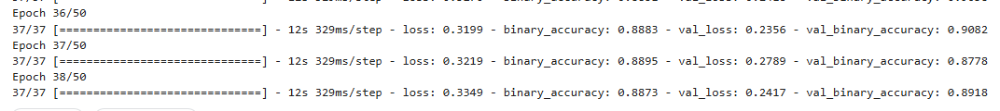 Epoch 36/50
37/37 [==============================] - 12s 329ms/step - loss: 0.3199 - binary_accuracy: 0.8883 - val_loss: 0.2356 - val_binary_accuracy: 0.9082
Epoch 37/50
37/37 [==============================] - 12s 329ms/step - loss: 0.3219 - binary_accuracy: 0.8895 - val_loss: 0.2789 - val_binary_accuracy: 0.8778
Epoch 38/50
37/37 [==============================] - 12s 329ms/step - loss: 0.3349 - binary_accuracy: 0.8873 - val_loss: 0.2417 - val_binary_accuracy: 0.8918